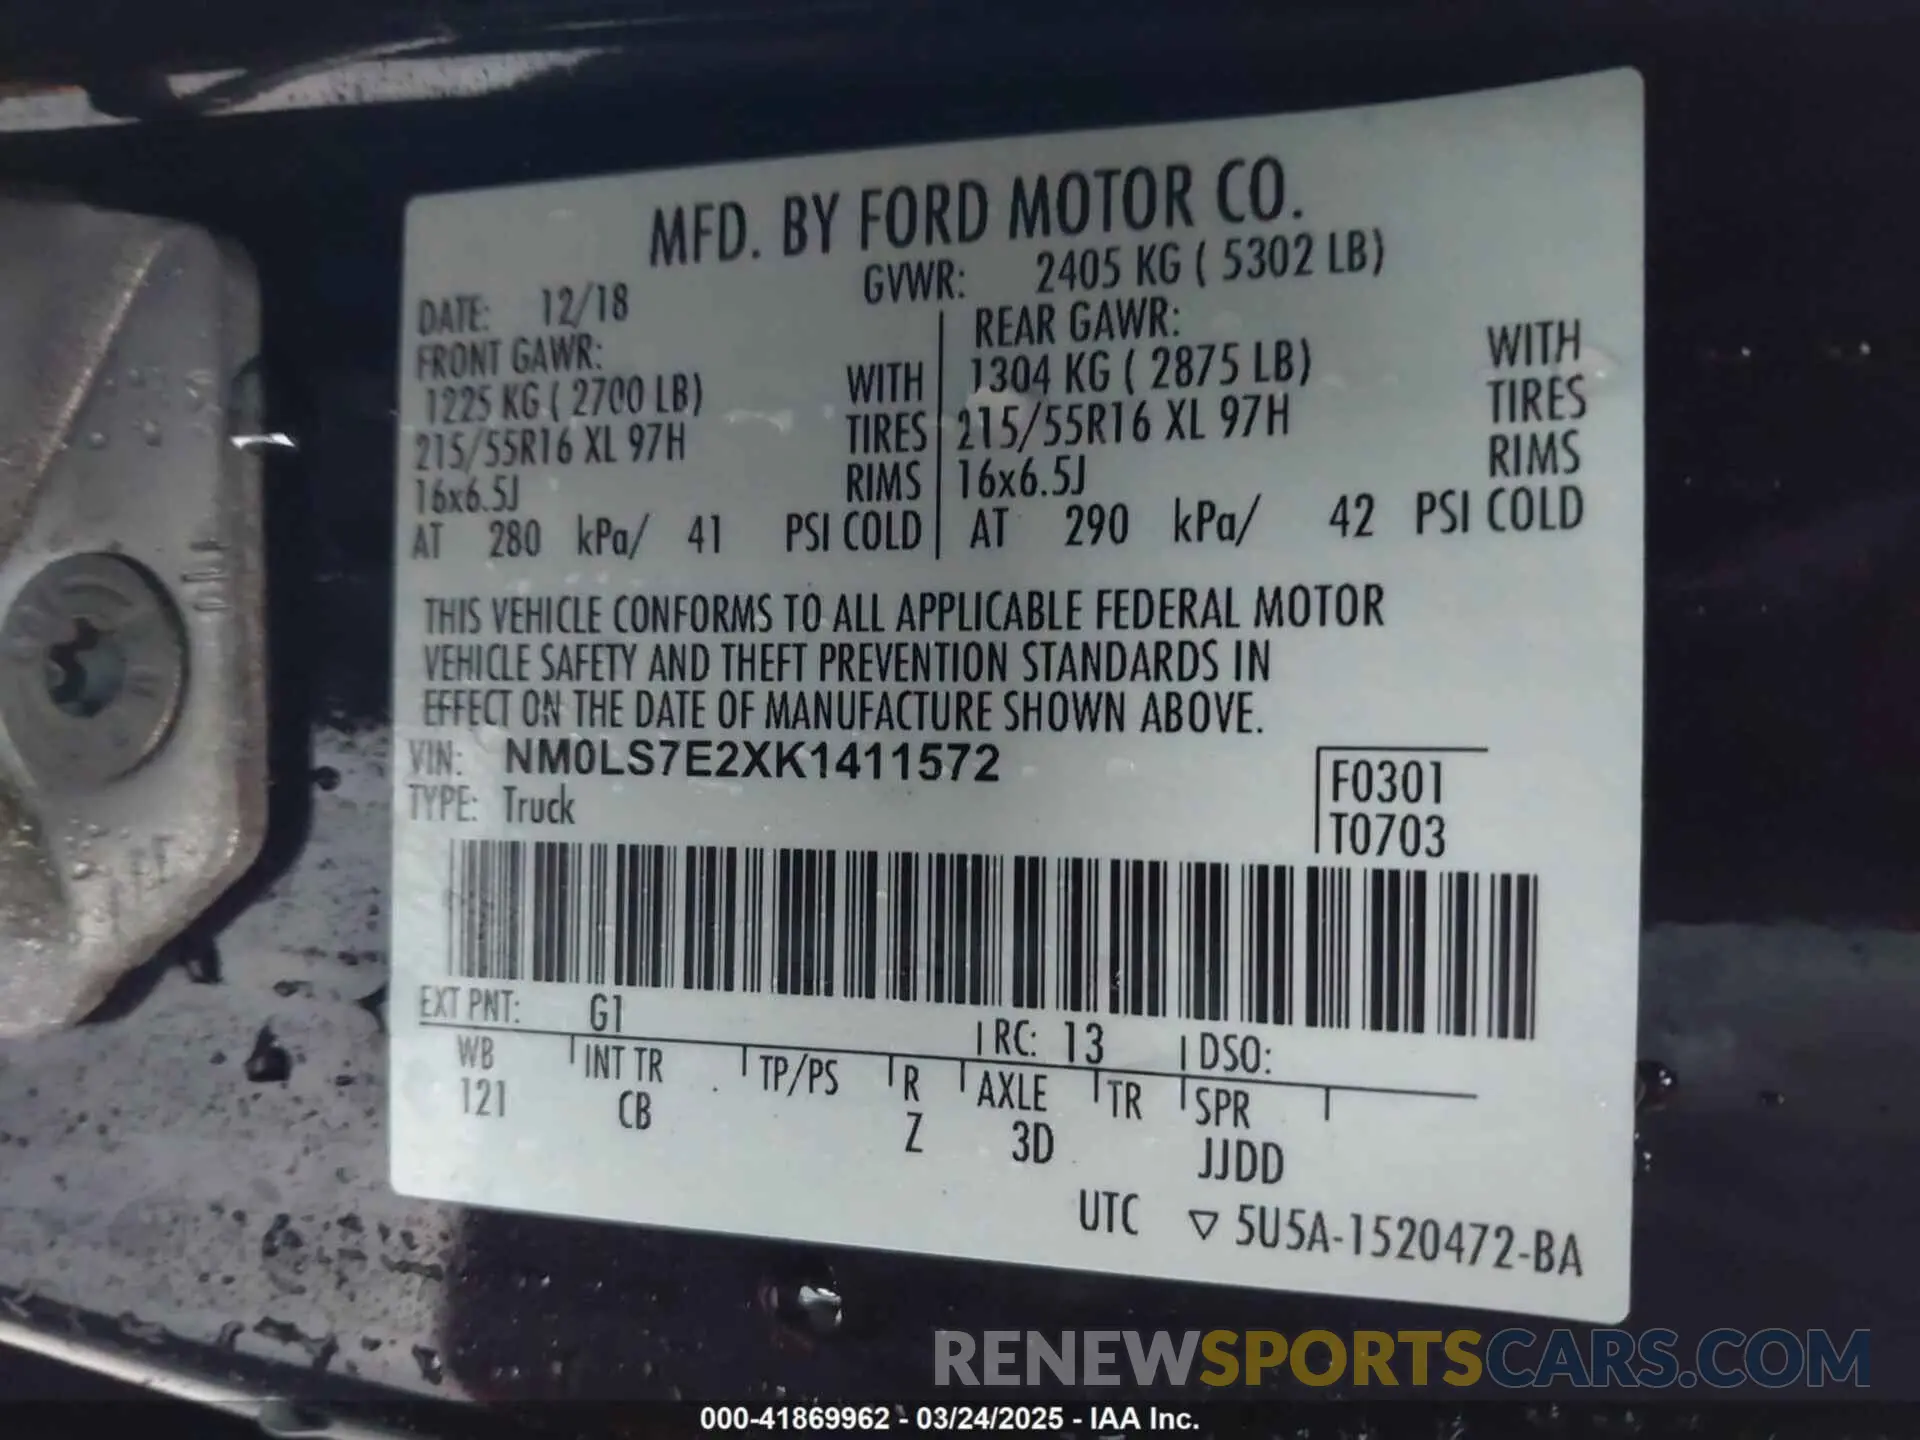 MFD. BY FORD MOTOR CO.
DATE: 12/18 GVWR: 2405 KG ( 5302 LB)
FRONT GAWR: REAR GAWR:
1225 KG ( 2700 LB) WITH 1304 KG ( 2875 LB) WITH
215/55R16 XL 97H TIRES 215/55R16 XL 97H TIRES
16x6.5J RIMS 16x6.5J RIMS
AT 280 kPa/ 41 PSI COLD AT 290 kPa/ 42 PSI COLD
THIS VEHICLE CONFORMS TO ALL APPLICABLE FEDERAL MOTOR
VEHICLE SAFETY AND THEFT PREVENTION STANDARDS IN
EFFECT ON THE DATE OF MANUFACTURE SHOWN ABOVE.
VIN: NM0LS7E2XK1411572 F0301
TYPE: Truck T0703
EXT PNT: G1 RC: 13 DSO:
WB INT TR TP/PS R AXLE TR SPR
121 CB Z 3D JJDD
UTC ▽ 5U5A-1520472-BA
RENEWSPORTSCARS.COM
000-41869962 - 03/24/2025 - IAA Inc.